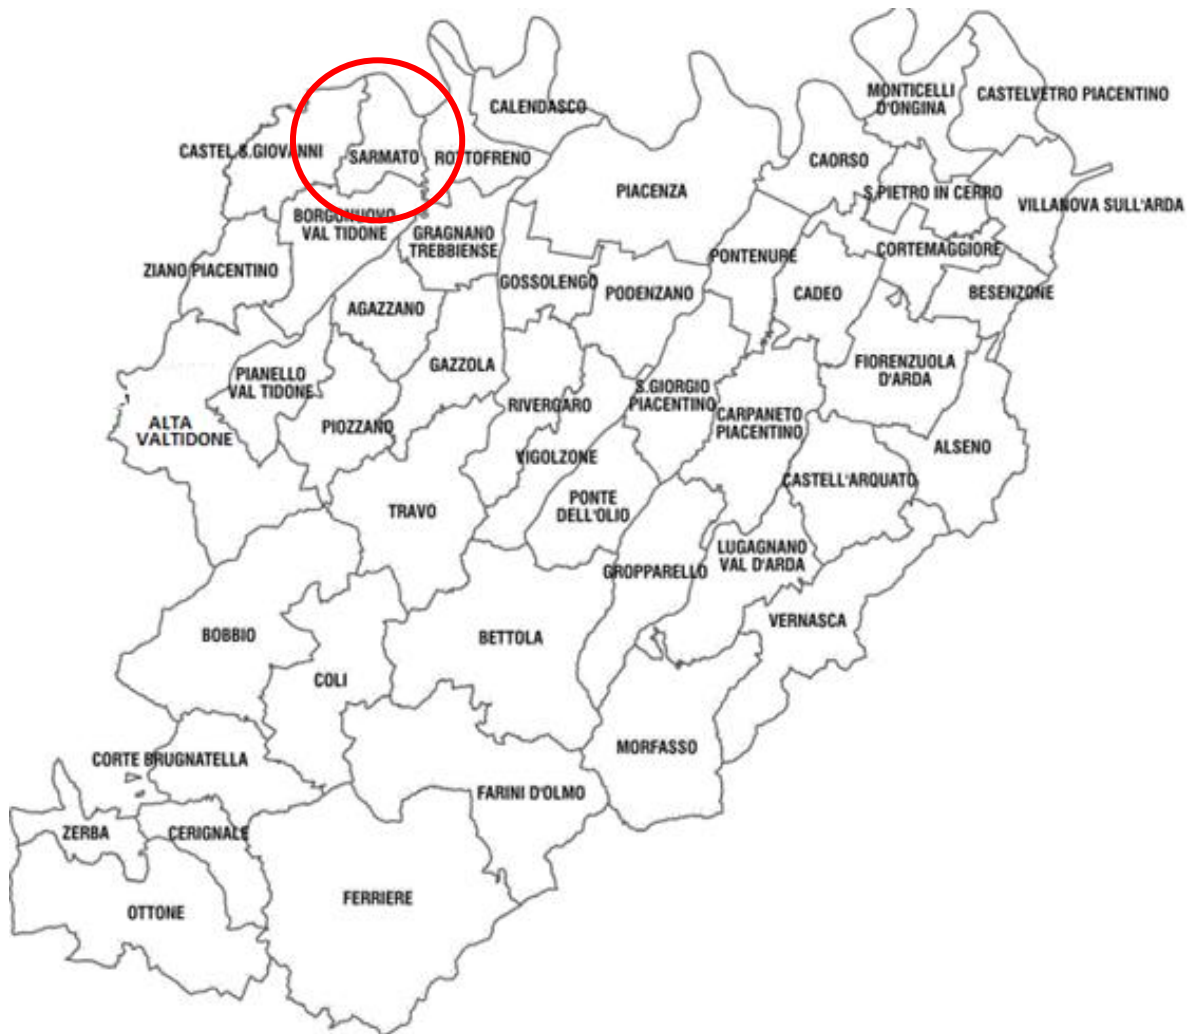 MONTICELLI
D'ONGINA
CASTELVETRO PIACENTINO
CALENDASCO
CASTEL S.GIOVANNI
SARMATO
ROTTOFRENO
CAORSO
PIACENZA
S.PIETRO IN CERRO
VILLANOVA SULL'ARDA
BORGONUOVO
VAL TIDONE
GRAGNANO
TREBBIENSE
CORTEMAGGIORE
PONTENURE
ZIANO PIACENTINO
GOSSOLENGO
PODENZANO
CADEO
BESENZONE
AGAZZANO
GAZZOLA
FIORENZUOLA
D'ARDA
PIANELLO
VAL TIDONE
S.GIORGIO
PIACENTINO
RIVERGARO
CARPANETO
PIACENTINO
ALTA
VALTIDONE
PIOZZANO
ALSENO
VIGOLZONE
CASTELL'ARQUATO
PONTE
DELL'OLIO
TRAVO
LUGAGNANO
VAL D'ARDA
GROPPARELLO
VERNASCA
BOBBIO
BETTOLA
COLI
MORFASSO
CORTE BRUGNATELLA
FARINI D'OLMO
ZERBA
CERIGNALE
FERRIERE
OTTONE